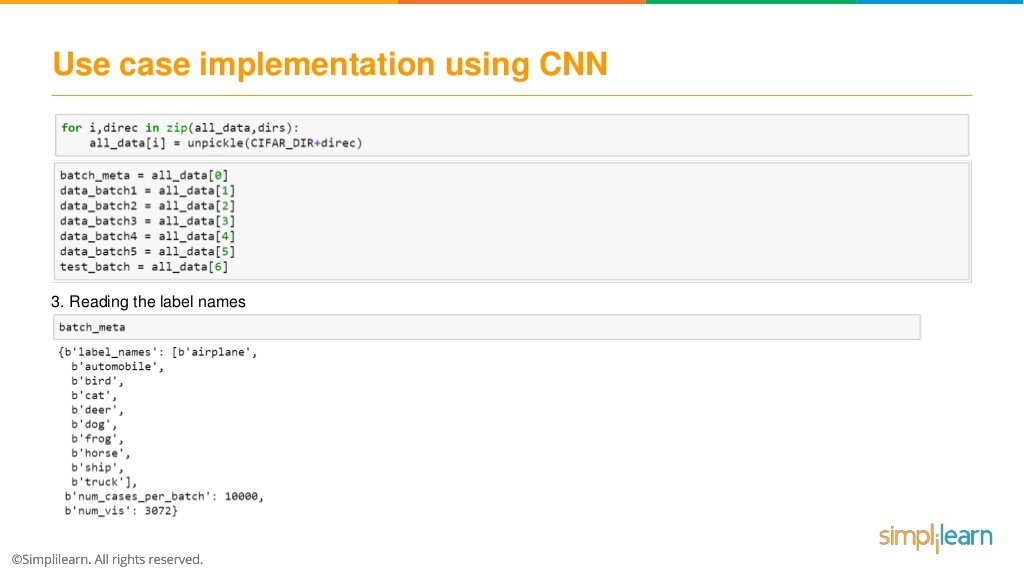 Use case implementation using CNN
for i,direc in zip(all_data,dirs):
    all_data[i] = unpickle(CIFAR_DIR+direc)
batch_meta = all_data[0]
data_batch1 = all_data[1]
data_batch2 = all_data[2]
data_batch3 = all_data[3]
data_batch4 = all_data[4]
data_batch5 = all_data[5]
test_batch = all_data[6]
3. Reading the label names
batch_meta
{b'label_names': [b'airplane',
  b'automobile',
  b'bird',
  b'cat',
  b'deer',
  b'dog',
  b'frog',
  b'horse',
  b'ship',
  b'truck'],
 b'num_cases_per_batch': 10000,
 b'num_vis': 3072}
simplilearn
©Simplilearn. All rights reserved.